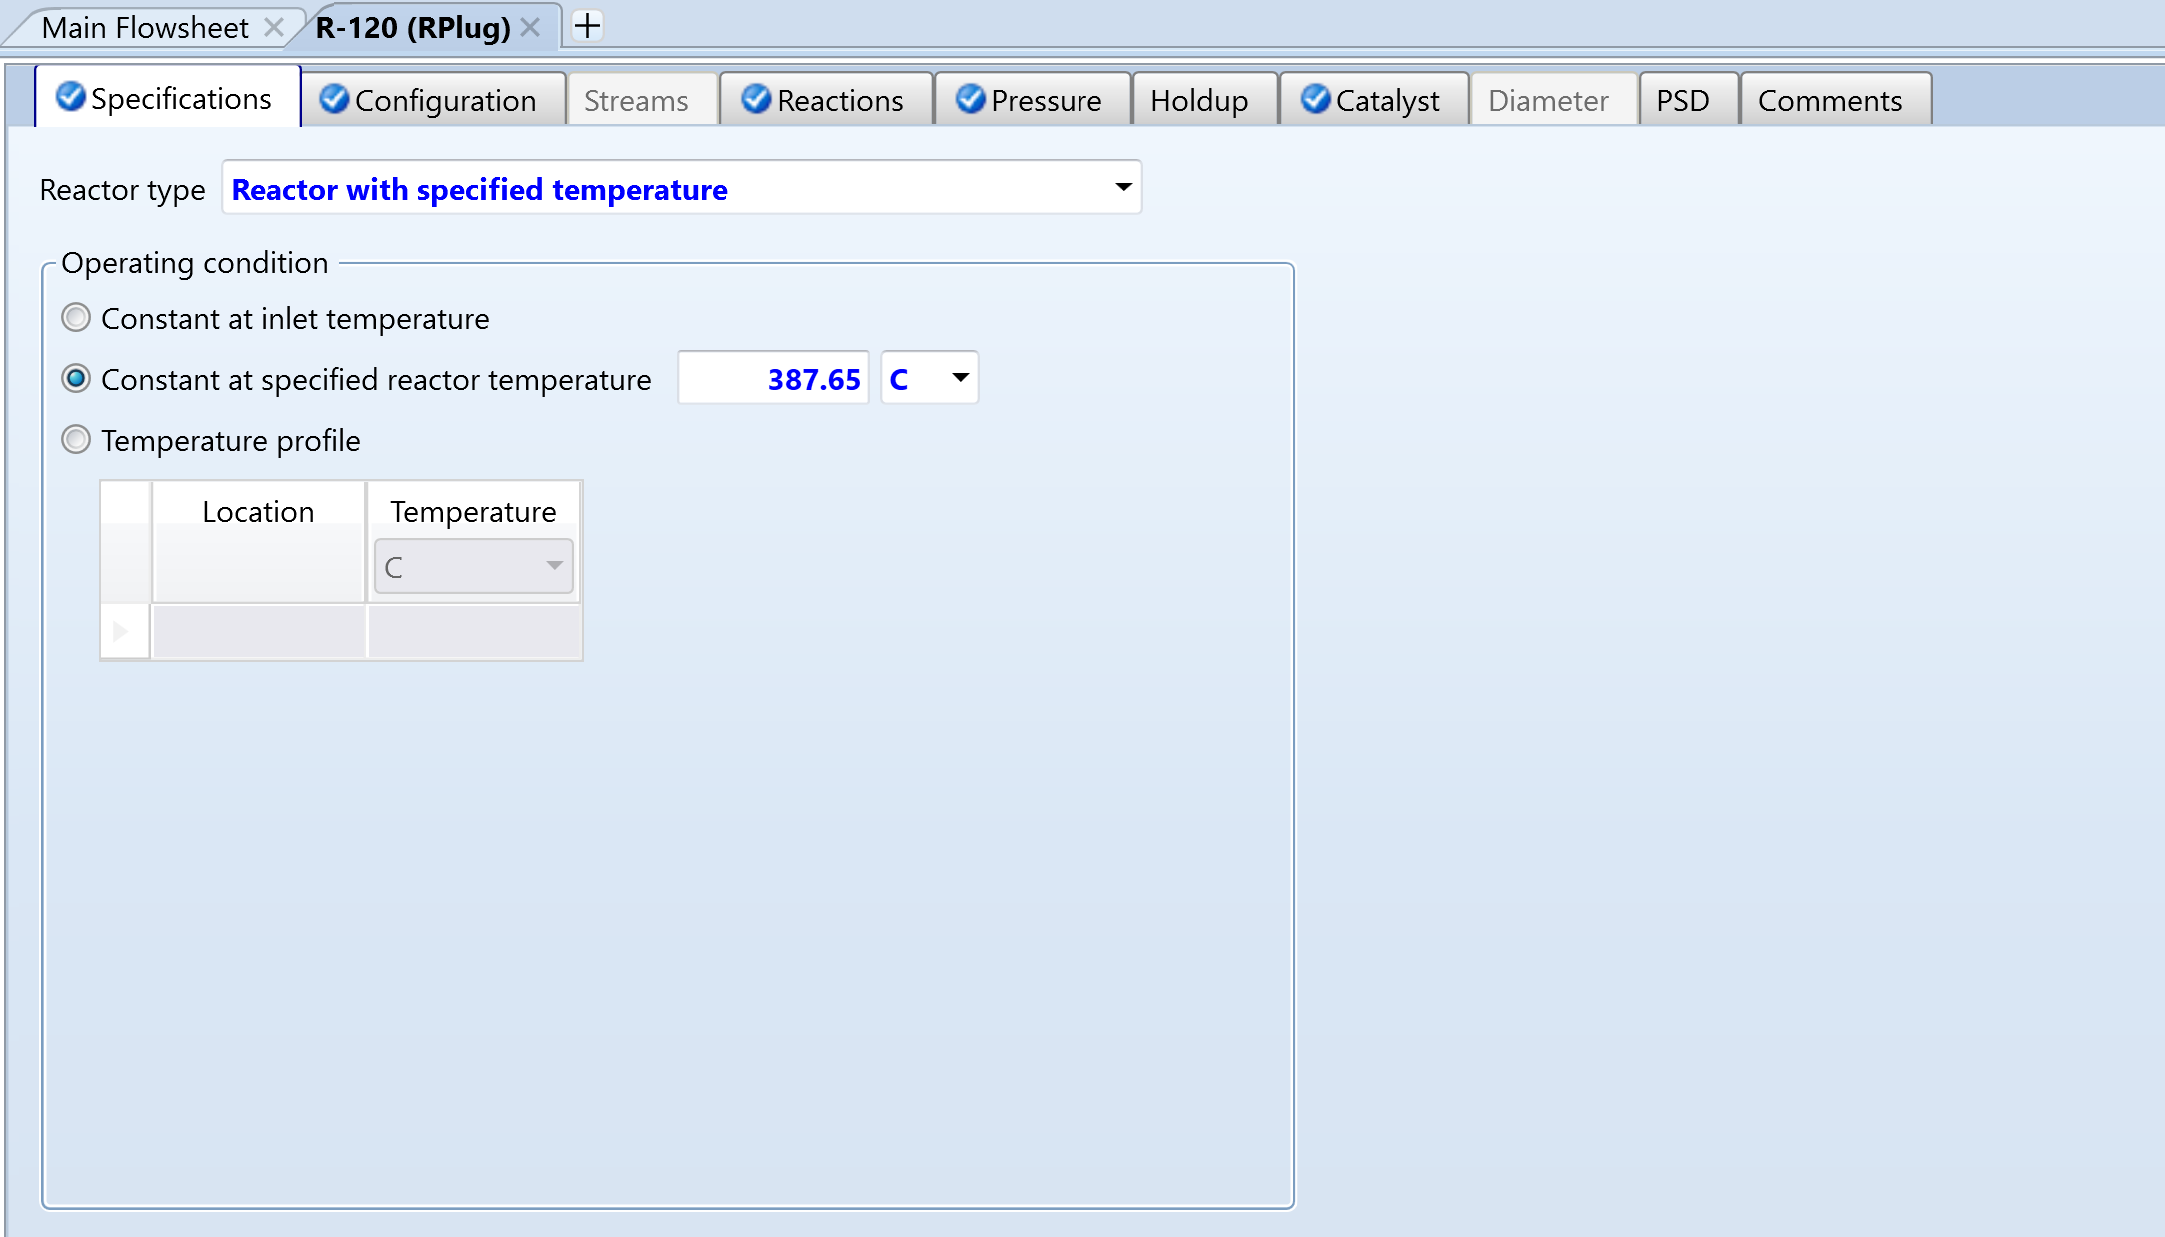 Main Flowsheet R-120 (RPlug)
Specifications Configuration Streams Reactions Pressure Holdup Catalyst Diameter PSD Comments
Reactor type Reactor with specified temperature
Operating condition
Constant at inlet temperature
Constant at specified reactor temperature 387.65 C
Temperature profile
Location Temperature
C